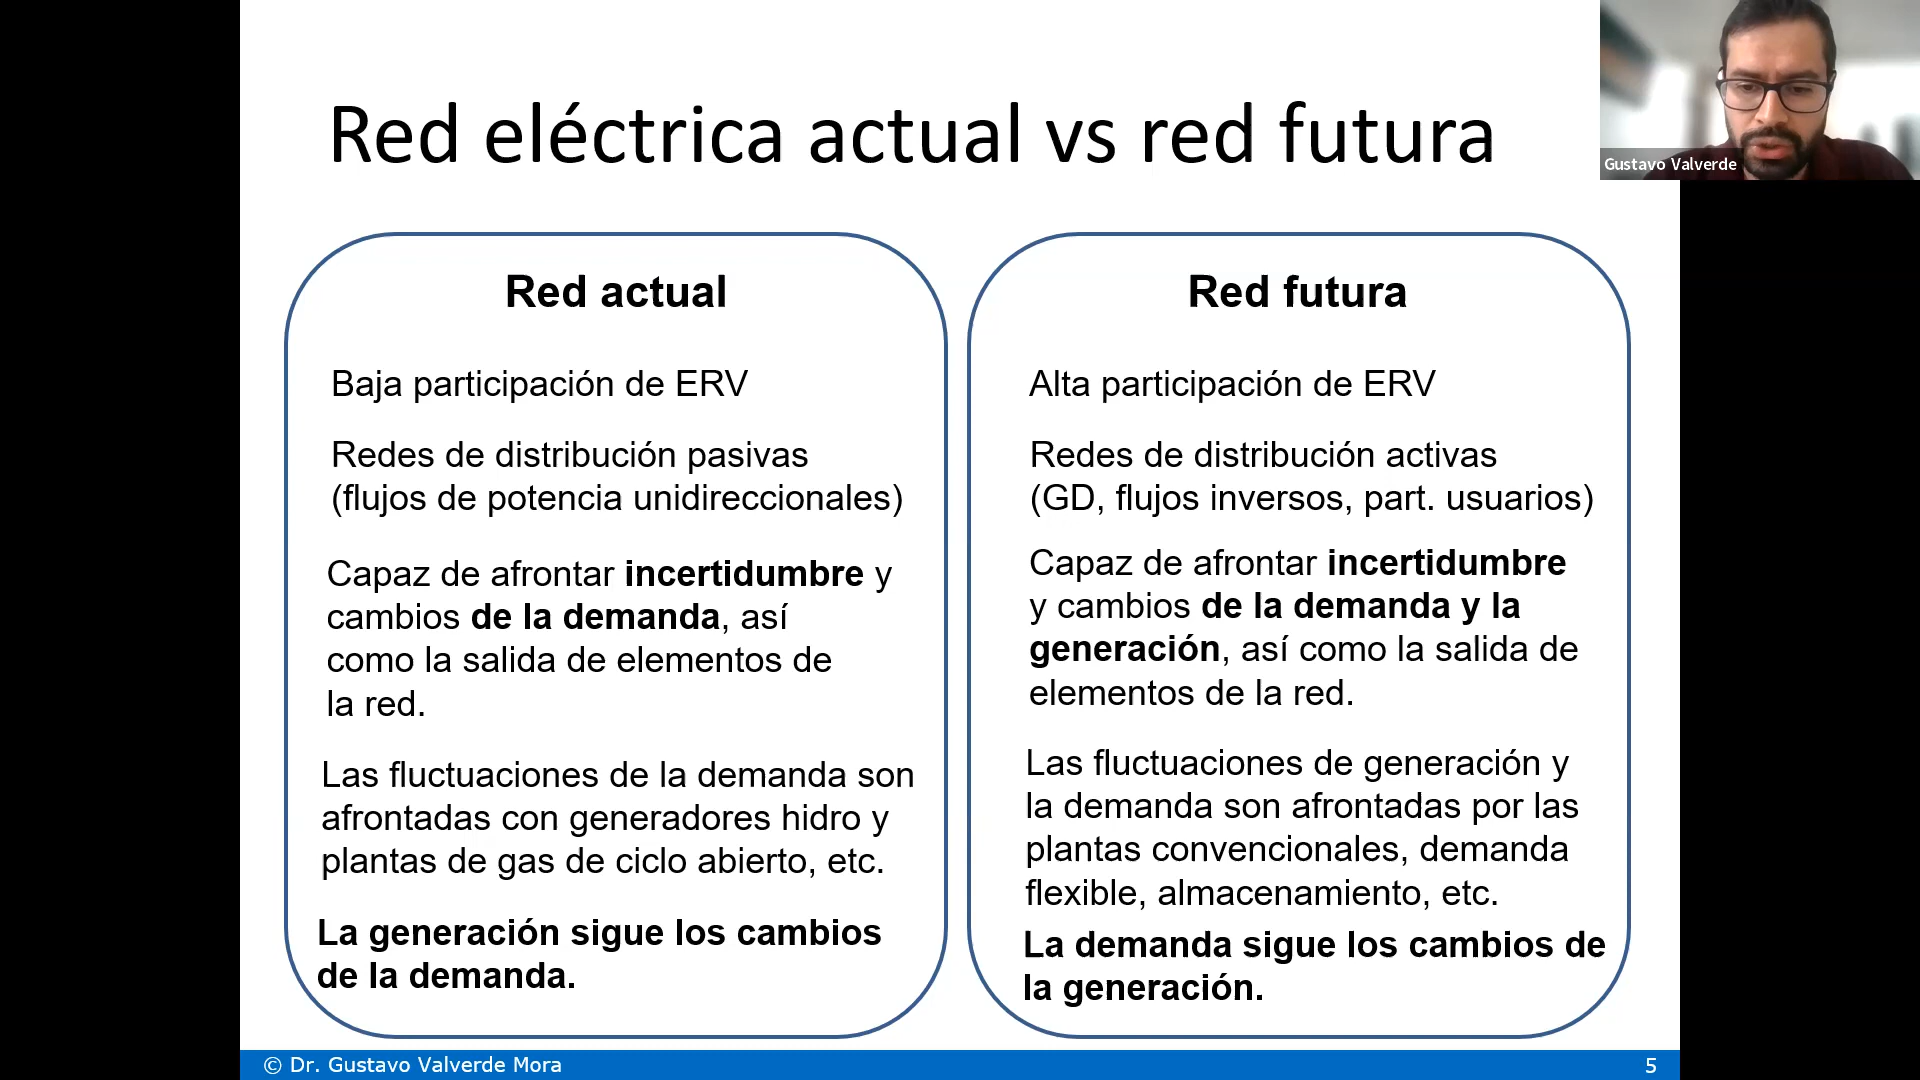 Red eléctrica actual vs red futura
Gustavo Valverde
Red actual
Baja participación de ERV
Redes de distribución pasivas
(flujos de potencia unidireccionales)
Capaz de afrontar incertidumbre y
cambios de la demanda, así
como la salida de elementos de
la red.
Las fluctuaciones de la demanda son
afrontadas con generadores hidro y
plantas de gas de ciclo abierto, etc.
La generación sigue los cambios
de la demanda.
Red futura
Alta participación de ERV
Redes de distribución activas
(GD, flujos inversos, part. usuarios)
Capaz de afrontar incertidumbre
y cambios de la demanda y la
generación, así como la salida de
elementos de la red.
Las fluctuaciones de generación y
la demanda son afrontadas por las
plantas convencionales, demanda
flexible, almacenamiento, etc.
La demanda sigue los cambios de
la generación.
© Dr. Gustavo Valverde Mora
5